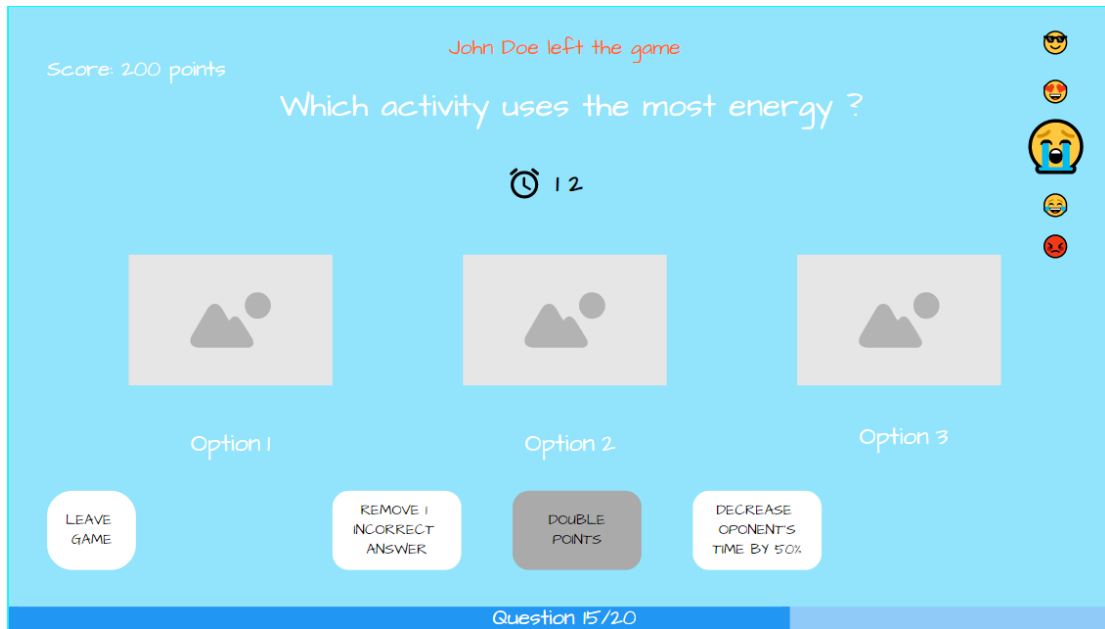 John Doe left the game
Score: 200 points
Which activity uses the most energy ?
12
Option 1
Option 2
Option 3
LEAVE
GAME
REMOVE 1
INCORRECT
ANSWER
DOUBLE
POINTS
DECREASE
OPONENT'S
TIME BY 50%
Question 15/20